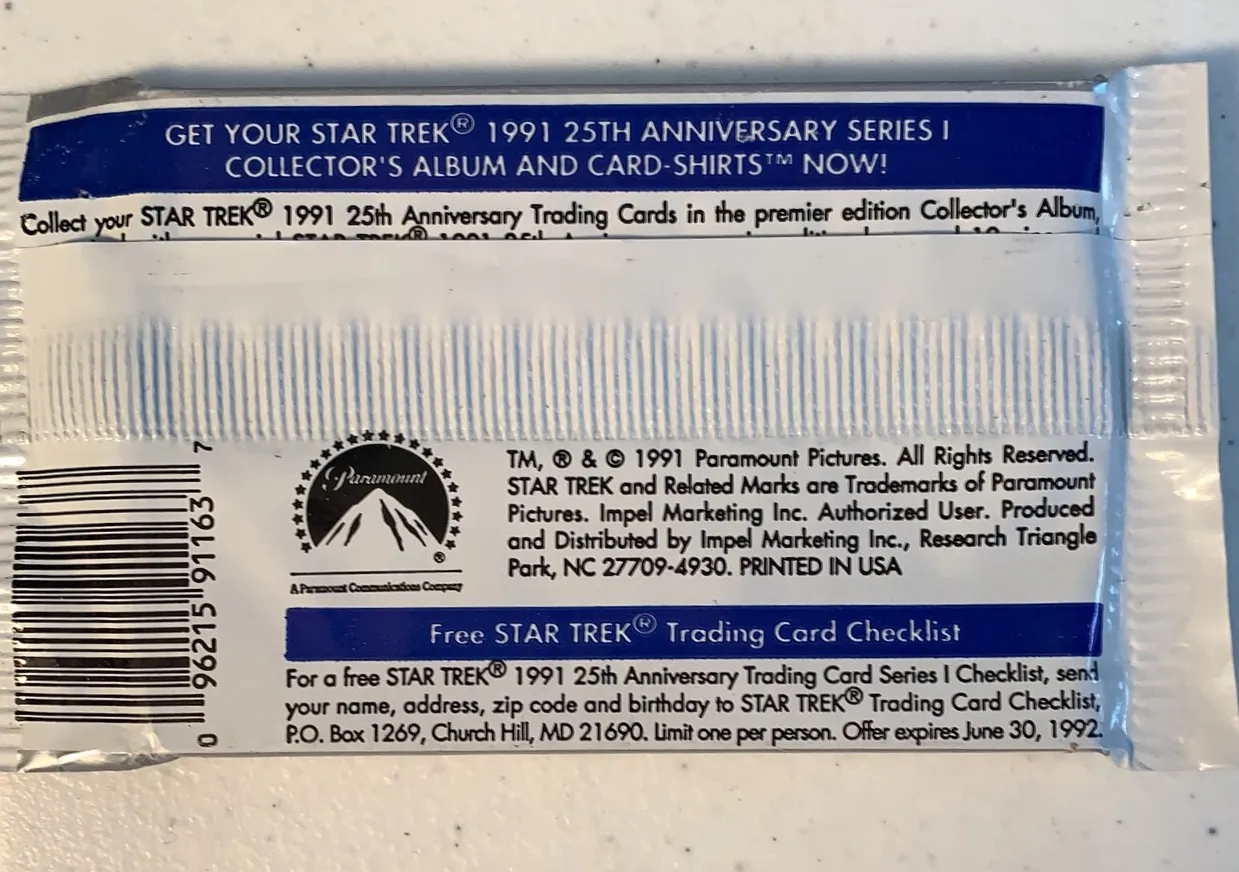 GET YOUR STAR TREK® 1991 25TH ANNIVERSARY SERIES I
COLLECTOR'S ALBUM AND CARD-SHIRTS™ NOW!
Collect your STAR TREK® 1991 25th Anniversary Trading Cards in the premier edition Collector's Album,
Paramount
®
A Paramount Communications Company
TM, ® & © 1991 Paramount Pictures. All Rights Reserved.
STAR TREK and Related Marks are Trademarks of Paramount
Pictures. Impel Marketing Inc. Authorized User. Produced
and Distributed by Impel Marketing Inc., Research Triangle
Park, NC 27709-4930. PRINTED IN USA
Free STAR TREK® Trading Card Checklist
For a free STAR TREK® 1991 25th Anniversary Trading Card Series I Checklist, send
your name, address, zip code and birthday to STAR TREK® Trading Card Checklist,
P.O. Box 1269, Church Hill, MD 21690. Limit one per person. Offer expires June 30, 1992.
0 96215 91163 7